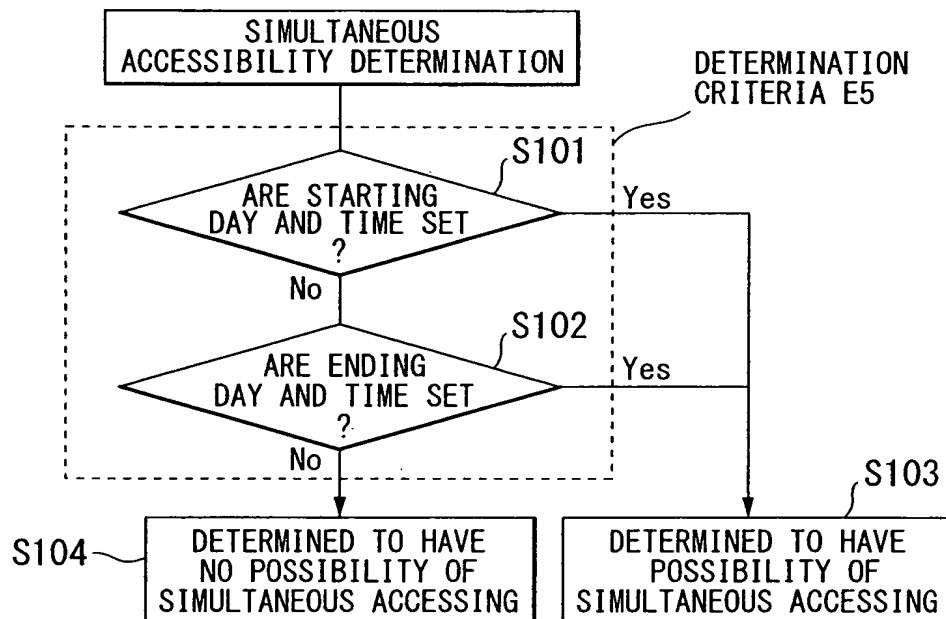 SIMULTANEOUS
ACCESSIBILITY DETERMINATION
DETERMINATION
CRITERIA E5
S101
ARE STARTING
DAY AND TIME SET
?
Yes
No
S102
ARE ENDING
DAY AND TIME SET
?
Yes
No
S103
S104
DETERMINED TO HAVE
NO POSSIBILITY OF
SIMULTANEOUS ACCESSING
DETERMINED TO HAVE
POSSIBILITY OF
SIMULTANEOUS ACCESSING